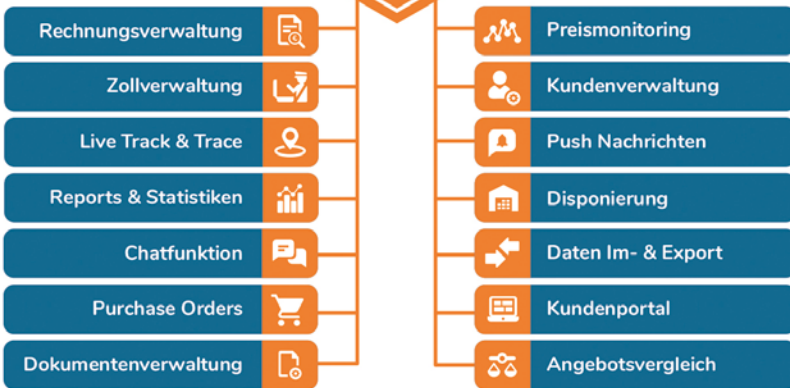 Rechnungsverwaltung
Zollverwaltung
Live Track & Trace
Reports & Statistiken
Chatfunktion
Purchase Orders
Dokumentenverwaltung
Preismonitoring
Kundenverwaltung
Push Nachrichten
Disponierung
Daten Im- & Export
Kundenportal
Angebotsvergleich